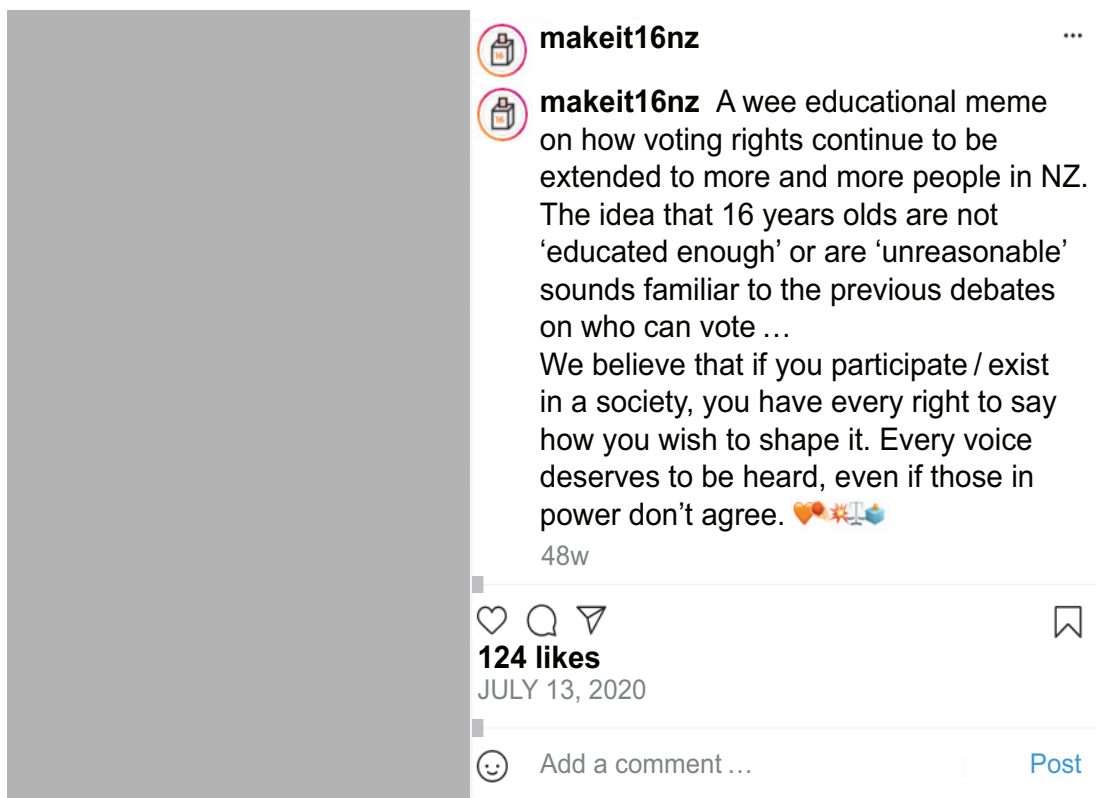 makeit16nz
makeit16nz A wee educational meme
on how voting rights continue to be
extended to more and more people in NZ.
The idea that 16 years olds are not
‘educated enough’ or are ‘unreasonable’
sounds familiar to the previous debates
on who can vote …
We believe that if you participate / exist
in a society, you have every right to say
how you wish to shape it. Every voice
deserves to be heard, even if those in
power don’t agree. 🧡✊💥⚖️🗳️
48w
124 likes
JULY 13, 2020
Add a comment … Post